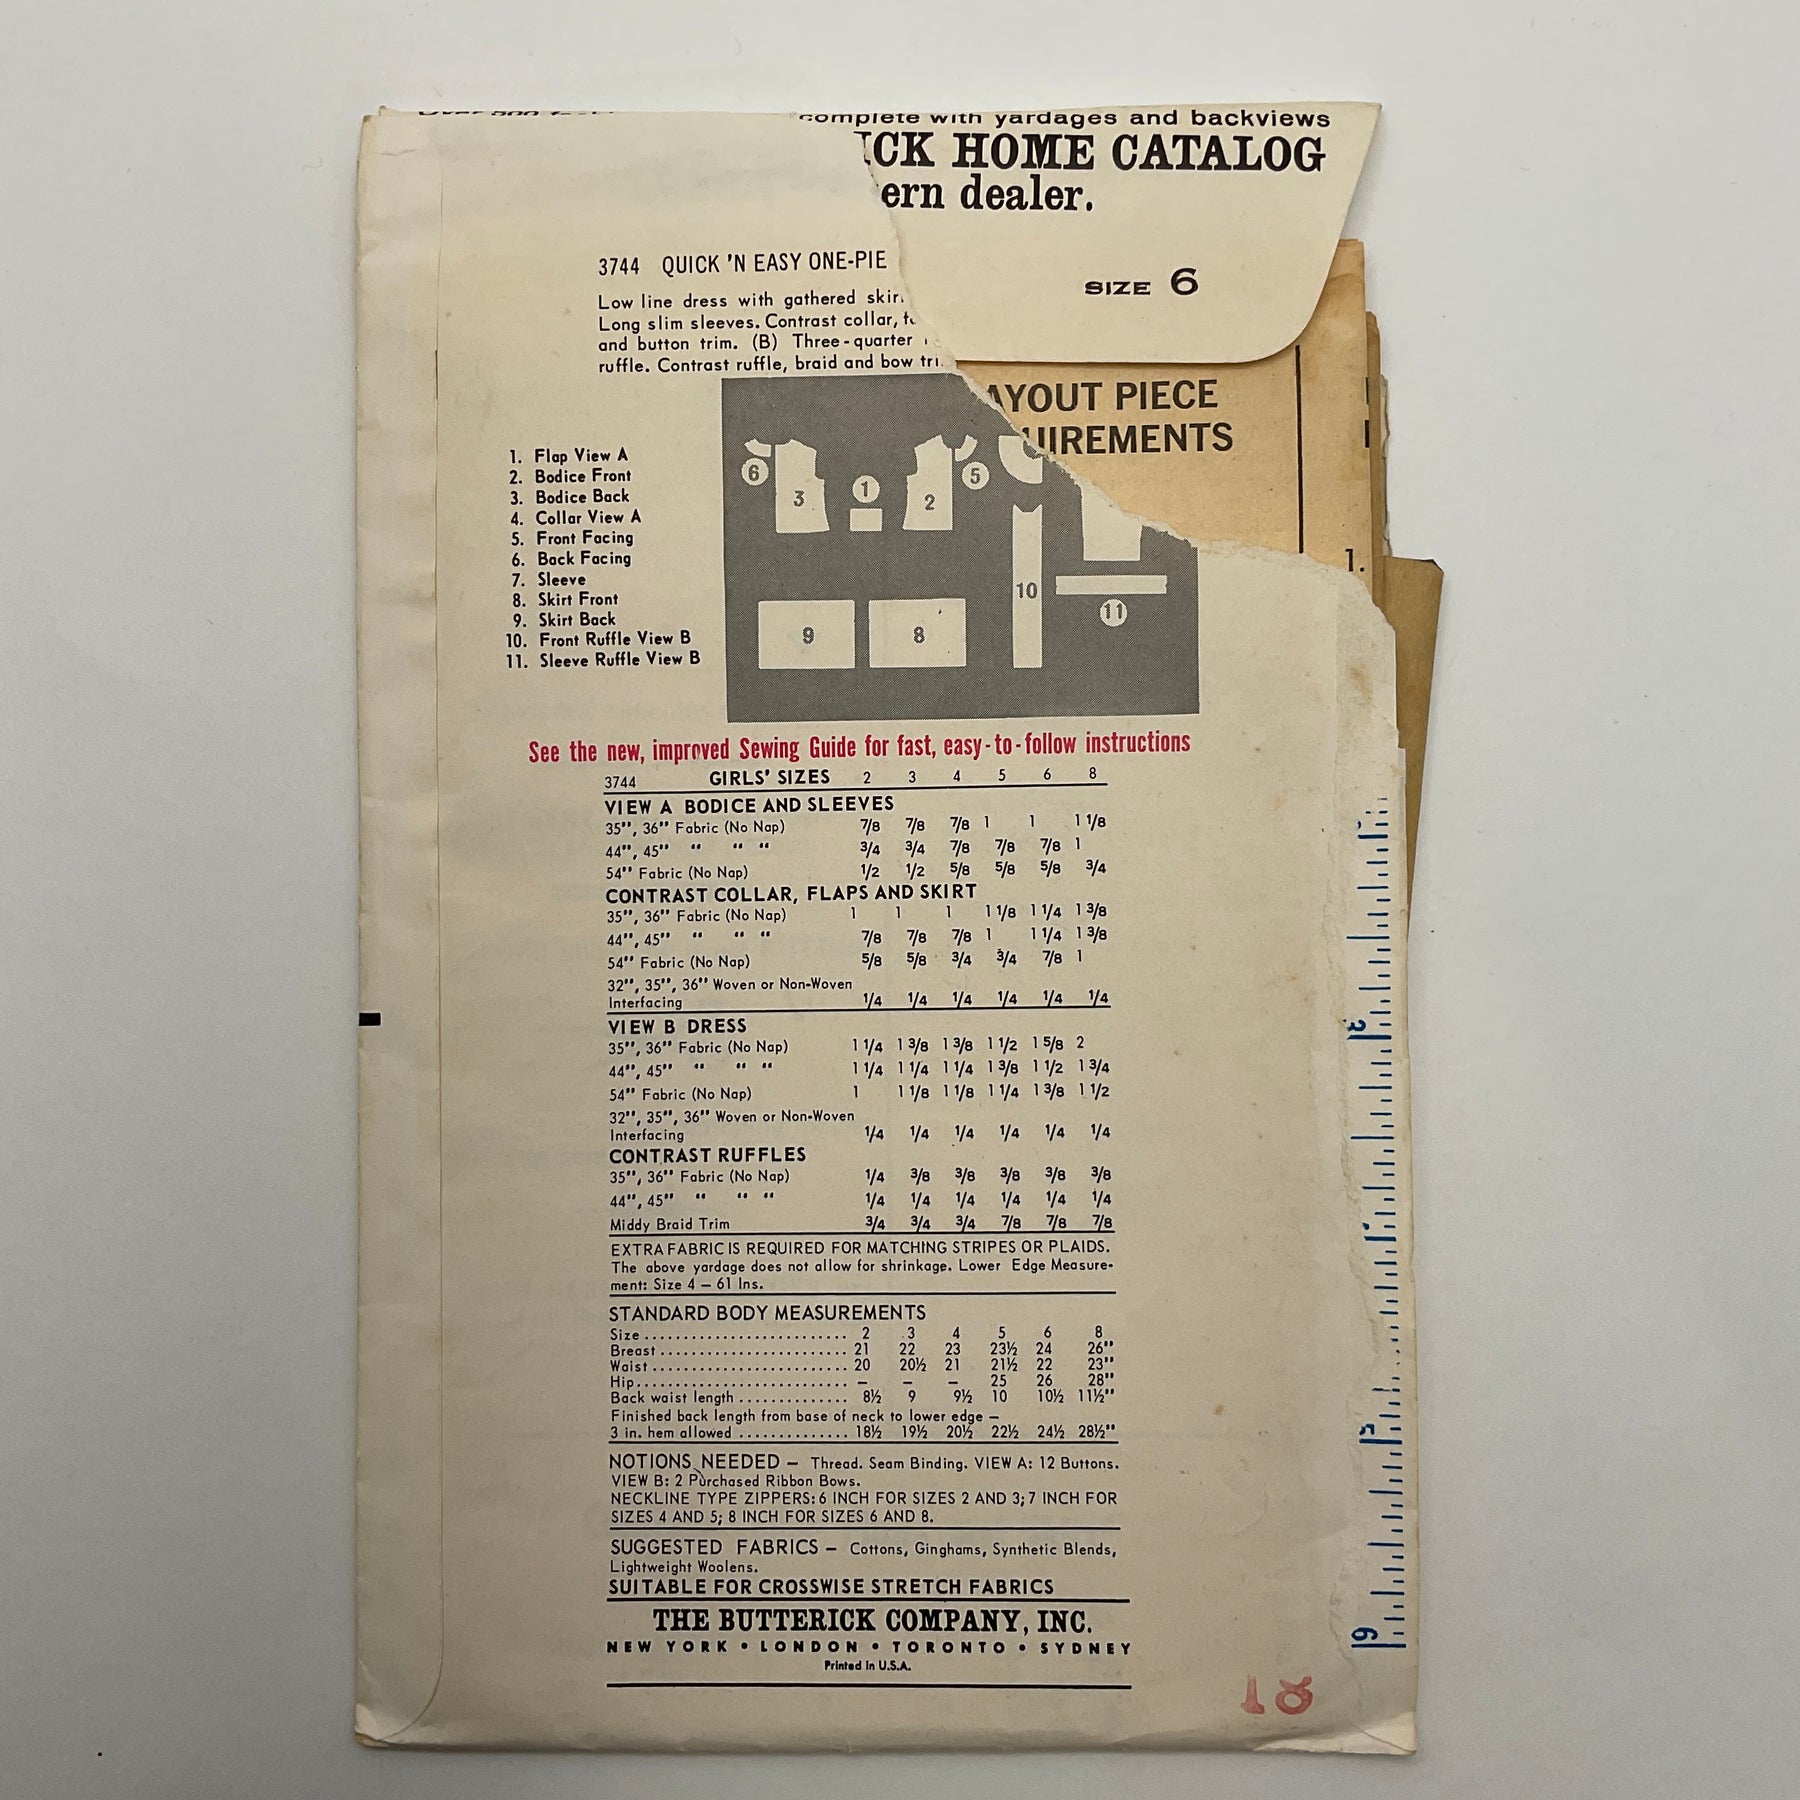 complete with yardages and backviews
ICK HOME CATALOG
ern dealer.
SIZE 6
3744 QUICK 'N EASY ONE-PIE
Low line dress with gathered skir
Long slim sleeves. Contrast collar,
and button trim. (B) Three-quarter
ruffle. Contrast ruffle, braid and bow tri
AYOUT PIECE
UIREMENTS
1.
1. Flap View A
2. Bodice Front
3. Bodice Back
4. Collar View A
5. Front Facing
6. Back Facing
7. Sleeve
8. Skirt Front
9. Skirt Back
10. Front Ruffle View B
11. Sleeve Ruffle View B
6 3 1 2 5
10 11
9 8
See the new, improved Sewing Guide for fast, easy-to-follow instructions
3744 GIRLS' SIZES 2 3 4 5 6 8
VIEW A BODICE AND SLEEVES
35", 36" Fabric (No Nap) 7/8 7/8 7/8 1 1 1 1/8
44", 45" " " " 3/4 3/4 7/8 7/8 7/8 1
54" Fabric (No Nap) 1/2 1/2 5/8 5/8 5/8 3/4
CONTRAST COLLAR, FLAPS AND SKIRT
35", 36" Fabric (No Nap) 1 1 1 1 1/8 1 1/4 1 3/8
44", 45" " " " 7/8 7/8 7/8 1 1 1/4 1 3/8
54" Fabric (No Nap) 5/8 5/8 3/4 3/4 7/8 1
32", 35", 36" Woven or Non-Woven
Interfacing 1/4 1/4 1/4 1/4 1/4 1/4
VIEW B DRESS
35", 36" Fabric (No Nap) 1 1/4 1 3/8 1 3/8 1 1/2 1 5/8 2
44", 45" " " " 1 1/4 1 1/4 1 1/4 1 3/8 1 1/2 1 3/4
54" Fabric (No Nap) 1 1 1/8 1 1/8 1 1/4 1 3/8 1 1/2
32", 35", 36" Woven or Non-Woven
Interfacing 1/4 1/4 1/4 1/4 1/4 1/4
CONTRAST RUFFLES
35", 36" Fabric (No Nap) 1/4 3/8 3/8 3/8 3/8 3/8
44", 45" " " " 1/4 1/4 1/4 1/4 1/4 1/4
Middy Braid Trim 3/4 3/4 3/4 7/8 7/8 7/8
EXTRA FABRIC IS REQUIRED FOR MATCHING STRIPES OR PLAIDS.
The above yardage does not allow for shrinkage. Lower Edge Measure-
ment: Size 4 – 61 Ins.
STANDARD BODY MEASUREMENTS
Size .......................... 2 3 4 5 6 8
Breast ........................ 21 22 23 23½ 24 26"
Waist ......................... 20 20½ 21 21½ 22 23"
Hip ........................... – – – 25 26 28"
Back waist length .............. 8½ 9 9½ 10 10½ 11½"
Finished back length from base of neck to lower edge –
3 in. hem allowed .............. 18½ 19½ 20½ 22½ 24½ 28½"
NOTIONS NEEDED – Thread. Seam Binding. VIEW A: 12 Buttons.
VIEW B: 2 Purchased Ribbon Bows.
NECKLINE TYPE ZIPPERS: 6 INCH FOR SIZES 2 AND 3; 7 INCH FOR
SIZES 4 AND 5; 8 INCH FOR SIZES 6 AND 8.
SUGGESTED FABRICS – Cottons, Ginghams, Synthetic Blends,
Lightweight Woolens.
SUITABLE FOR CROSSWISE STRETCH FABRICS
THE BUTTERICK COMPANY, INC.
NEW YORK • LONDON • TORONTO • SYDNEY
Printed in U.S.A.
3
5
6
18